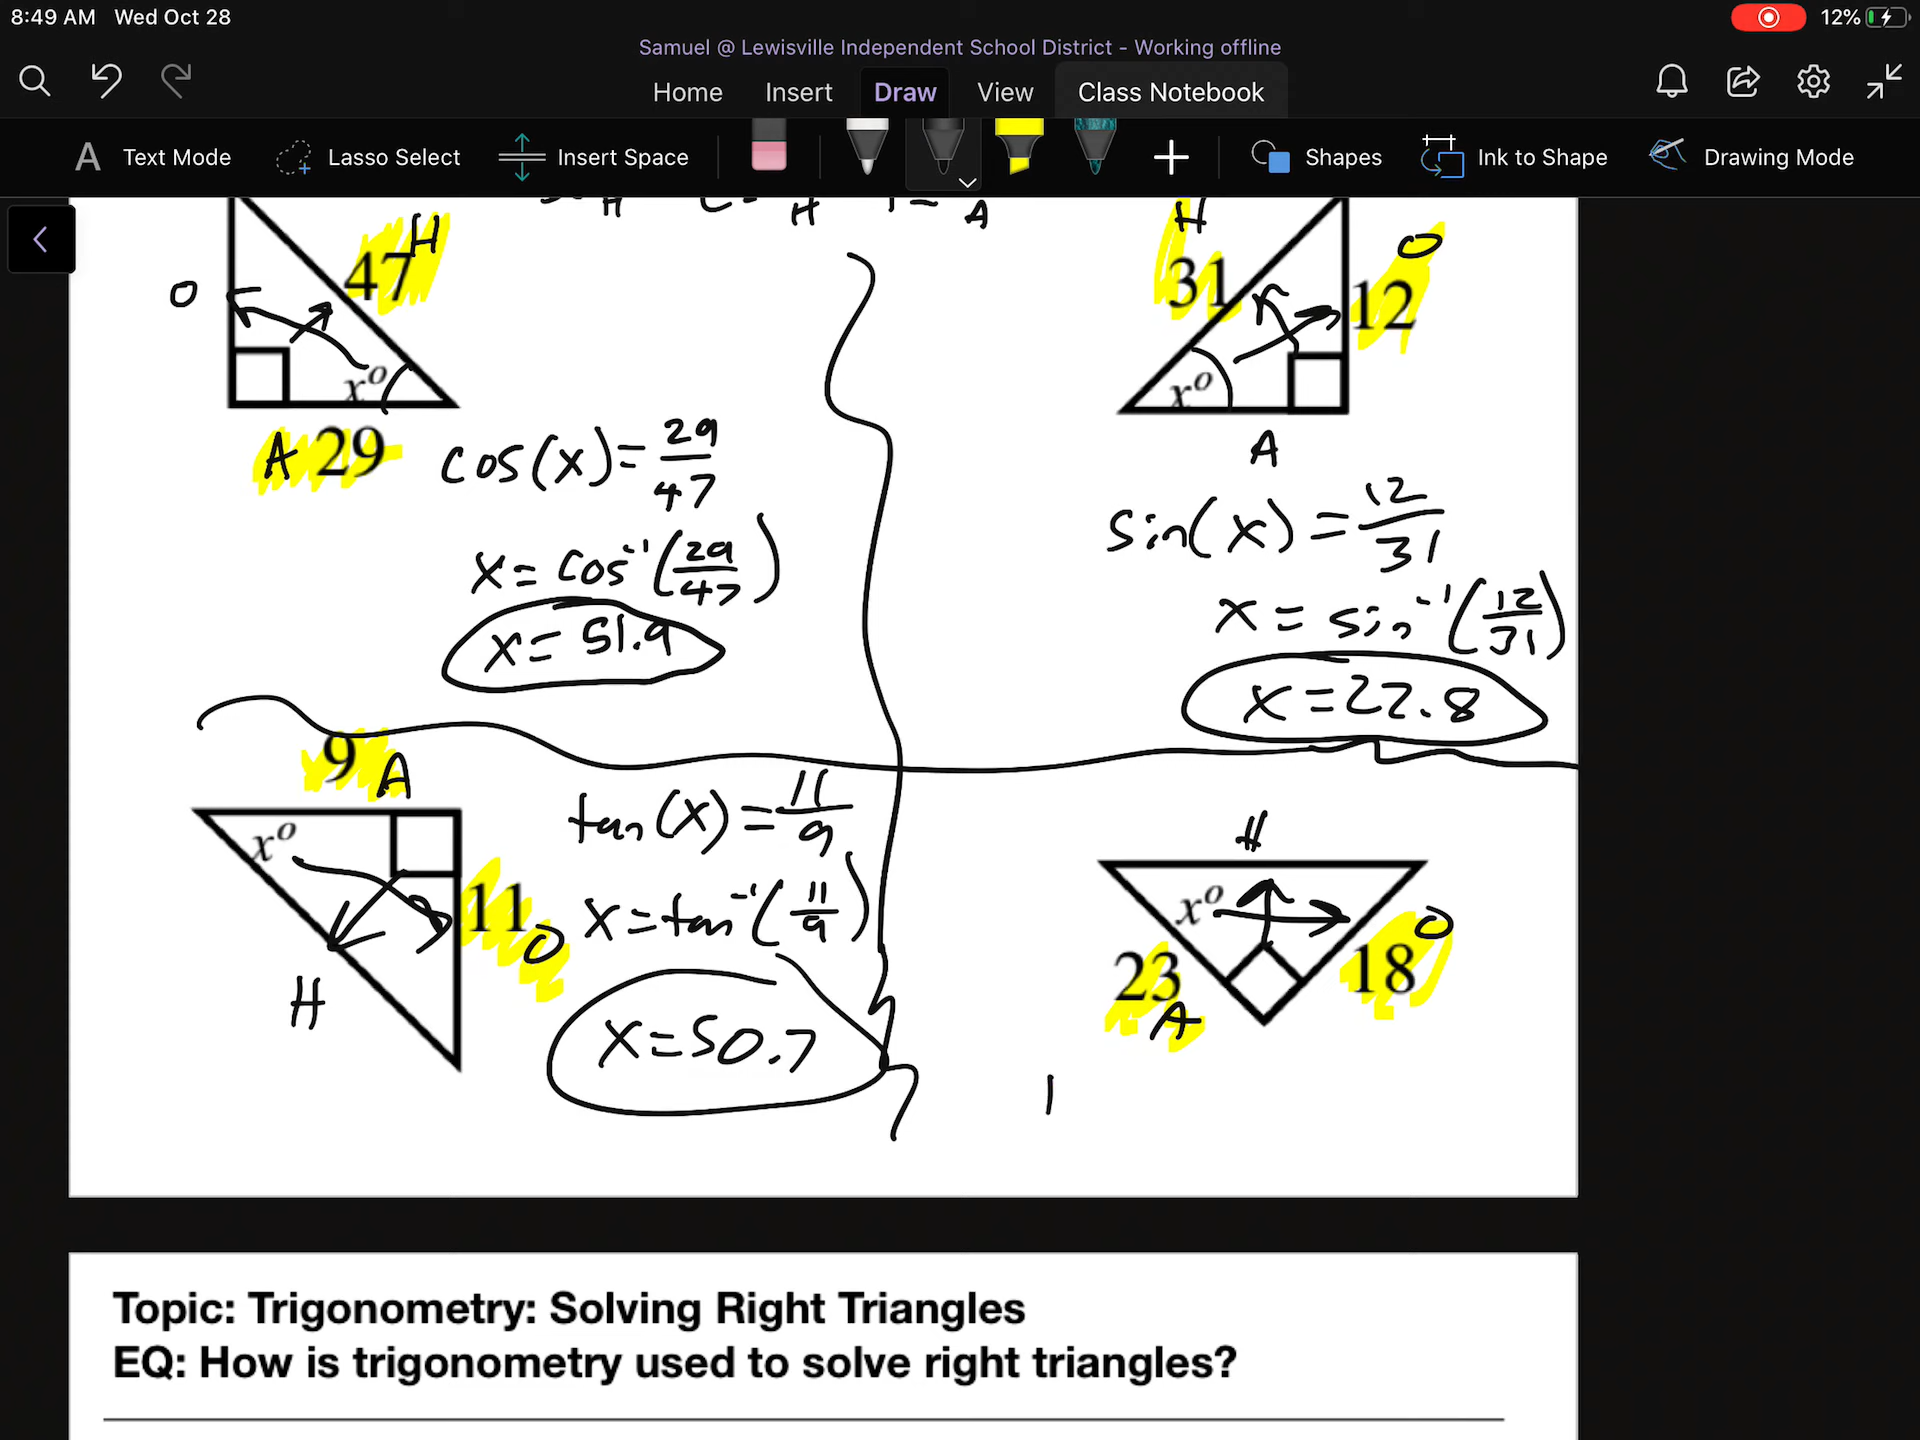 8:49 AM Wed Oct 28
12%
Samuel @ Lewisville Independent School District - Working offline
Home Insert Draw View Class Notebook
A Text Mode Lasso Select Insert Space Shapes Ink to Shape Drawing Mode
H H A
47 H
O
x°
A 29
cos(x) = 29/47
x = cos⁻¹(29/47)
x = 51.9
H
31
O
12
x°
A
sin(x) = 12/31
x = sin⁻¹(12/31)
x = 22.8
9 A
x°
11 O
H
tan(x) = 11/9
x = tan⁻¹(11/9)
x = 50.7
H
x°
23 A
18 O
Topic: Trigonometry: Solving Right Triangles
EQ: How is trigonometry used to solve right triangles?